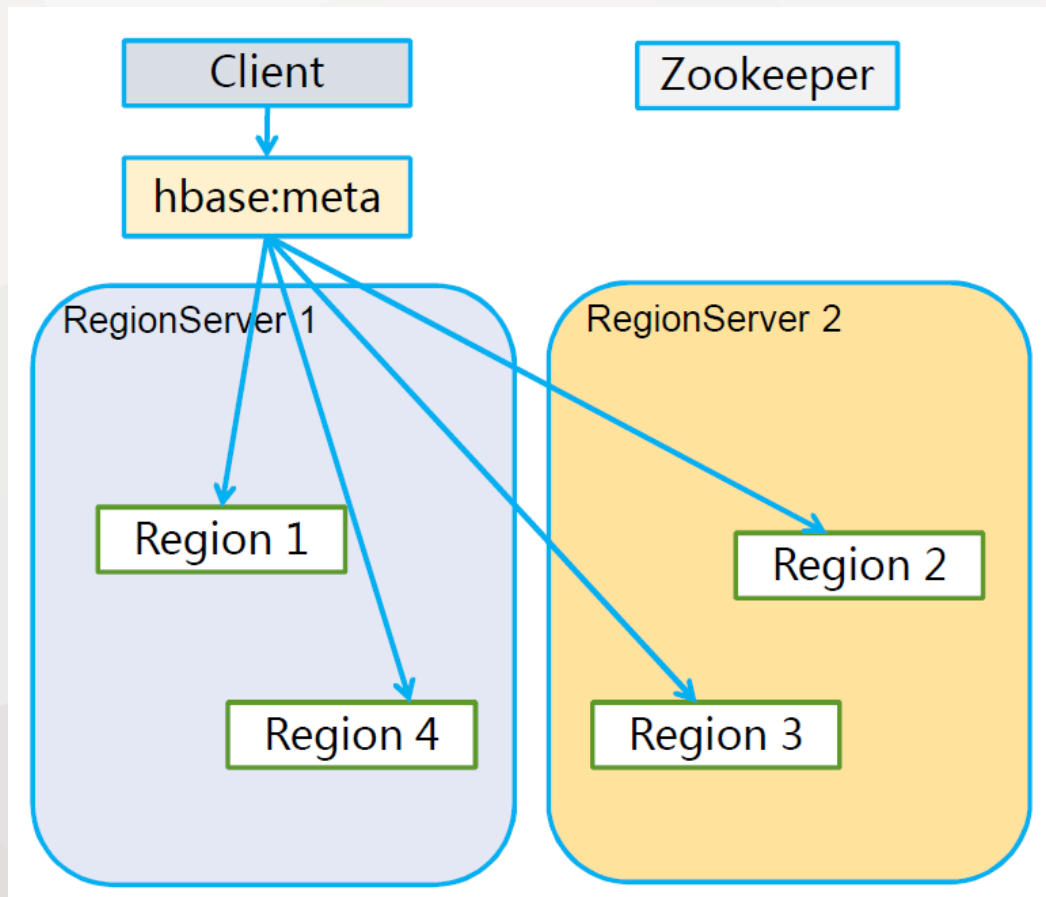 Client
Zookeeper
hbase:meta
RegionServer 1
RegionServer 2
Region 1
Region 2
Region 4
Region 3